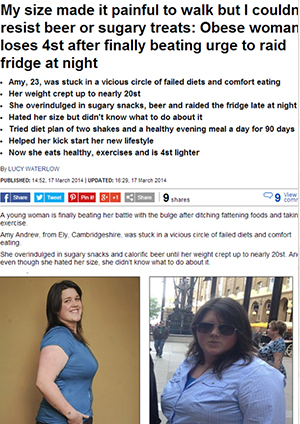 My size made it painful to walk but I couldn
resist beer or sugary treats: Obese woman
loses 4st after finally beating urge to raid
fridge at night
• Amy, 23, was stuck in a vicious circle of failed diets and comfort eating
• Her weight crept up to nearly 20st
• She overindulged in sugary snacks, beer and raided the fridge late at night
• Hated her size but didn't know what to do about it
• Tried diet plan of two shakes and a healthy evening meal a day for 90 days
• Helped her kick start her new lifestyle
• Now she eats healthy, exercises and is 4st lighter
By LUCY WATERLOW
PUBLISHED: 14:52, 17 March 2014 | UPDATED: 16:29, 17 March 2014
Share Tweet Pin it +1 Share 9 shares 9 View
comm
A young woman is finally beating her battle with the bulge after ditching fattening foods and takin
exercise.
Amy Andrew, from Ely, Cambridgeshire, was stuck in a vicious circle of failed diets and comfort
eating.
She overindulged in sugary snacks and calorific beer until her weight crept up to nearly 20st. An
even though she hated her size, she didn't know what to do about it.